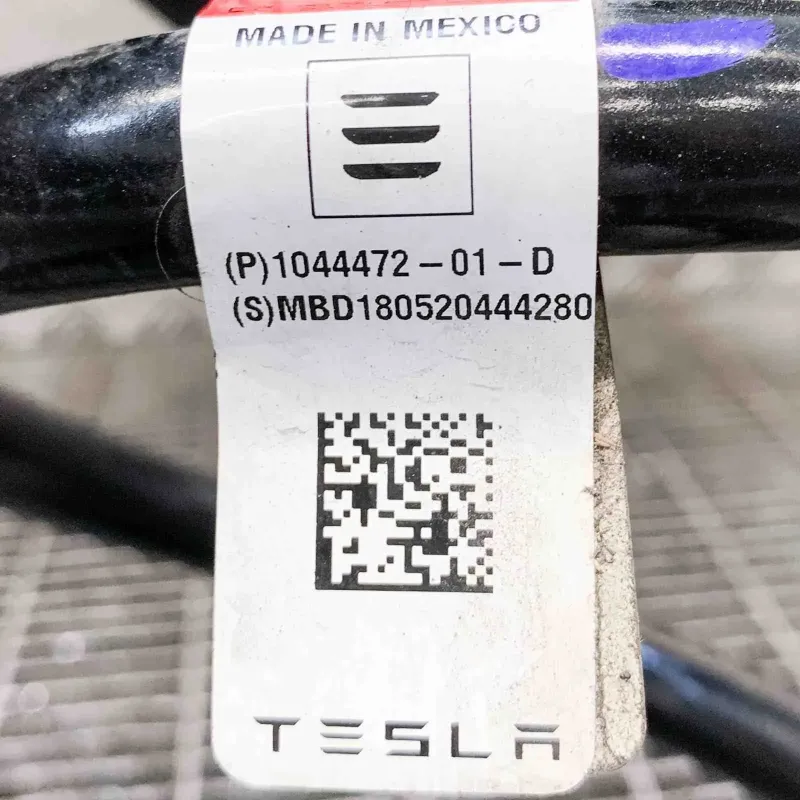 MADE IN MEXICO
(P)1044472-01-D
(S)MBD180520444280
TESLA